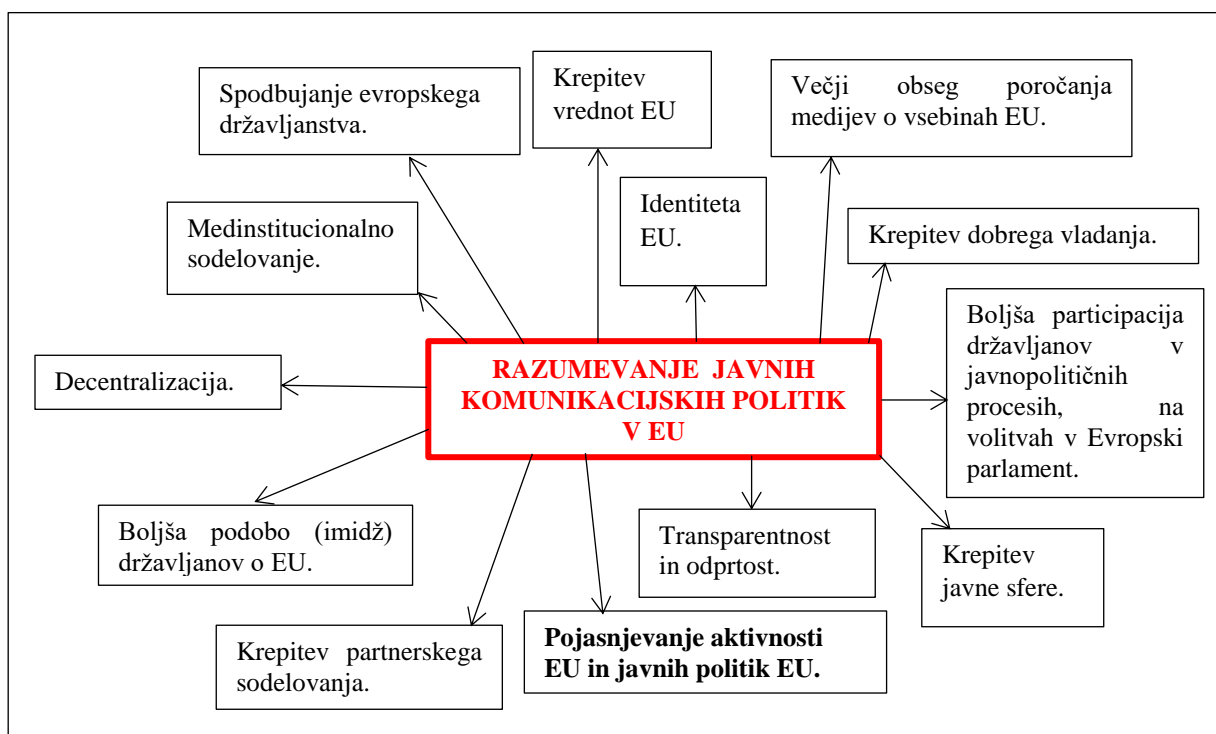 Spodbujanje evropskega
državljanstva.
Krepitev
vrednot EU
Večji obseg poročanja
medijev o vsebinah EU.
Medinstitucionalno
sodelovanje.
Identiteta
EU.
Krepitev dobrega vladanja.
Decentralizacija.
RAZUMEVANJE JAVNIH
KOMUNIKACIJSKIH POLITIK
V EU
Boljša participacija
državljanov v
javnopolitičnih
procesih, na
volitvah v Evropski
parlament.
Boljša podobo (imidž)
državljanov o EU.
Transparentnost
in odprtost.
Krepitev
javne sfere.
Krepitev partnerskega
sodelovanja.
Pojasnjevanje aktivnosti
EU in javnih politik EU.